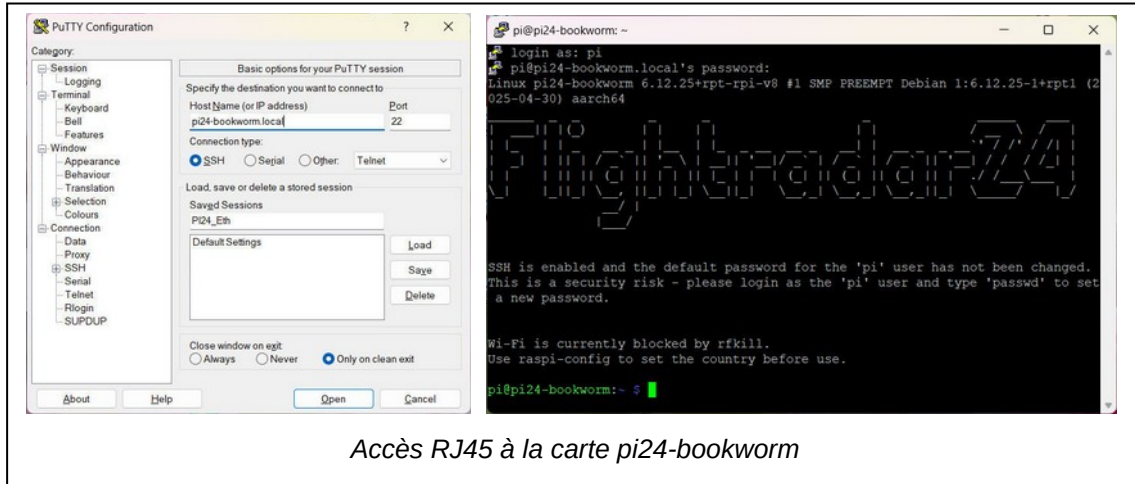 PuTTY Configuration
? ×
Category:
Session
Logging
Terminal
Keyboard
Bell
Features
Window
Appearance
Behaviour
Translation
Selection
Colours
Connection
Data
Proxy
SSH
Serial
Telnet
Rlogin
SUPDUP
Basic options for your PuTTY session
Specify the destination you want to connect to
Host Name (or IP address) Port
pi24-bookworm.local 22
Connection type:
SSH Serial Other: Telnet
Load, save or delete a stored session
Saved Sessions
PI24_Eth
Default Settings
Load
Save
Delete
Close window on exit
Always Never Only on clean exit
About Help Open Cancel
pi@pi24-bookworm: ~
login as: pi
pi@pi24-bookworm.local's password:
Linux pi24-bookworm 6.12.25+rpt-rpi-v8 #1 SMP PREEMPT Debian 1:6.12.25-1+rpt1 (2
025-04-30) aarch64
Flightradar24
SSH is enabled and the default password for the 'pi' user has not been changed.
This is a security risk - please login as the 'pi' user and type 'passwd' to set
a new password.
Wi-Fi is currently blocked by rfkill.
Use raspi-config to set the country before use.
pi@pi24-bookworm:~ $
Accès RJ45 à la carte pi24-bookworm